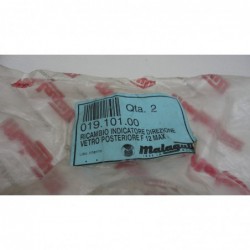 Qta. 2
019.101.00
RICAMBIO INDICATORE DIREZIONE
VETRO POSTERIORE F 12 MAX
Malaguti